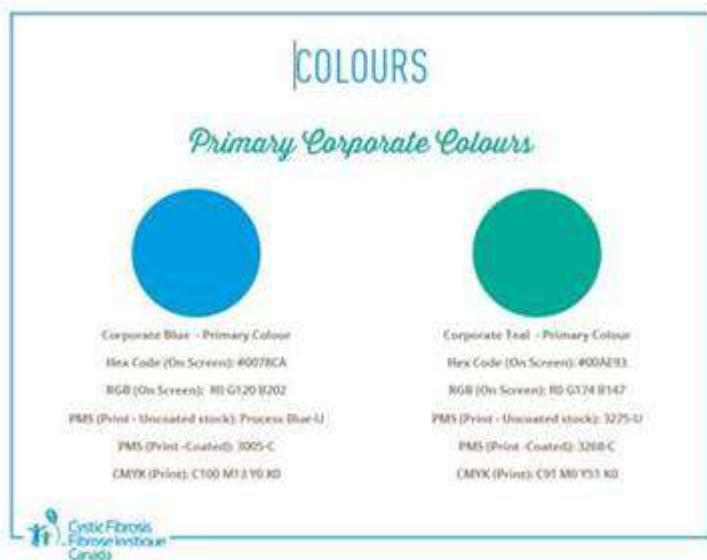 COLOURS
Primary Corporate Colours
Corporate Blue - Primary Colour
Hex Code (On Screen): #0078CA
RGB (On Screen): R0 G120 B202
PMS (Print - Uncoated stock): Process Blue-U
PMS (Print -Coated): 3005-C
CMYK (Print): C100 M13 Y0 K0
Corporate Teal - Primary Colour
Hex Code (On Screen): #00AE93
RGB (On Screen): R0 G174 B147
PMS (Print - Uncoated stock): 3275-U
PMS (Print -Coated): 3268-C
CMYK (Print): C91 M0 Y51 K0
Cystic Fibrosis
Fibrose kystique
Canada